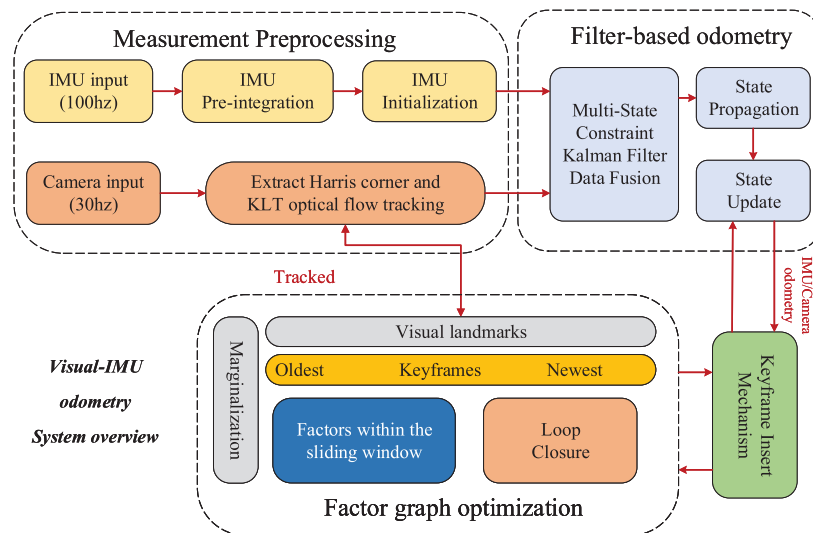 Measurement Preprocessing
IMU input
(100hz)
IMU
Pre-integration
IMU
Initialization
Camera input
(30hz)
Extract Harris corner and
KLT optical flow tracking
Filter-based odometry
Multi-State
Constraint
Kalman Filter
Data Fusion
State
Propagation
State
Update
Tracked
IMU/Camera
odometry
Visual-IMU
odometry
System overview
Marginalization
Visual landmarks
Oldest Keyframes Newest
Factors within the
sliding window
Loop
Closure
Factor graph optimization
Keyframe Insert
Mechanism